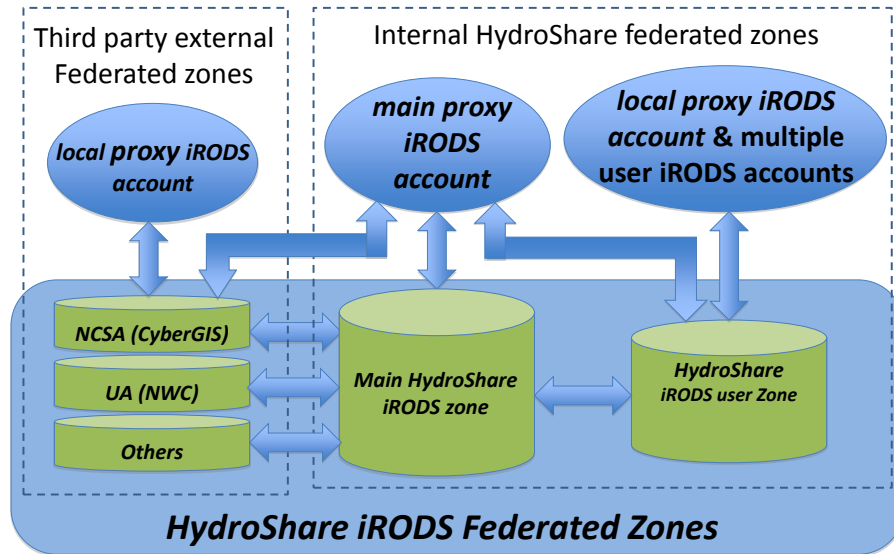 Third party external
Federated zones
Internal HydroShare federated zones
local proxy iRODS
account
main proxy
iRODS
account
local proxy iRODS
account & multiple
user iRODS accounts
NCSA (CyberGIS)
UA (NWC)
Others
Main HydroShare
iRODS zone
HydroShare
iRODS user Zone
HydroShare iRODS Federated Zones